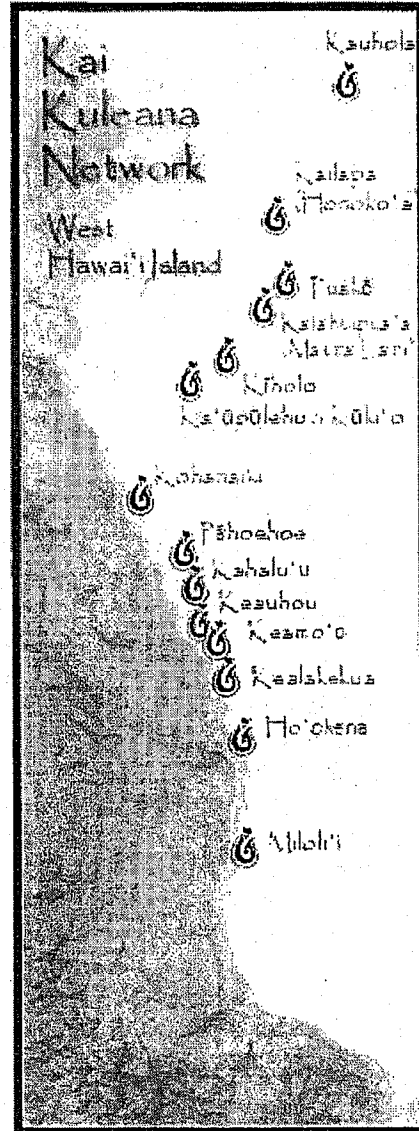 Kai
Kuleana
Network
West
Hawai'i Island
Kauhola
Kailapa
(Honoko'a)
Puakō
Kalahuipua'a
Mauna Lani
Kīholo
Ka'ūpūlehu Kūki'o
Kohanaiki
Pāhoehoe
Kahalu'u
Keauhou
Keamo'o
Kealakekua
Ho'okena
Miloli'i